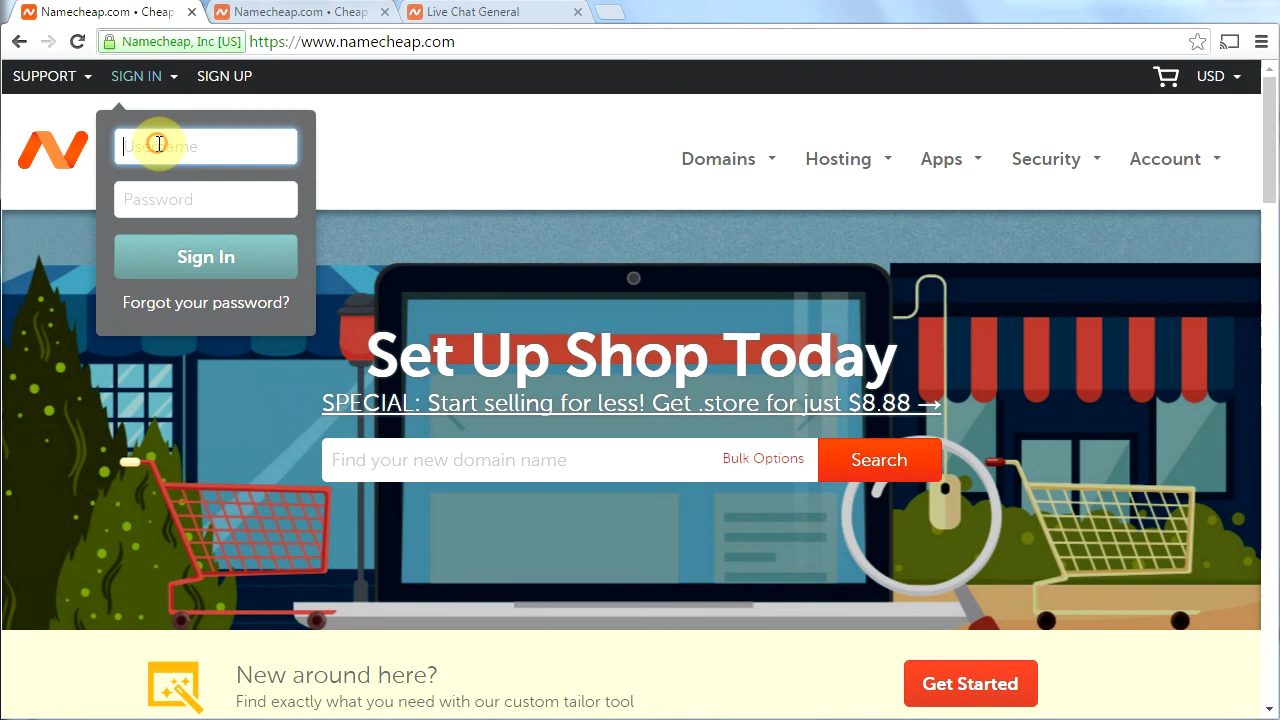 Namecheap.com • Cheap
Namecheap.com • Cheap
Live Chat General
Namecheap, Inc [US] https://www.namecheap.com
SUPPORT SIGN IN SIGN UP USD
Username
Domains Hosting Apps Security Account
Password
Sign In
Forgot your password?
Set Up Shop Today
SPECIAL: Start selling for less! Get .store for just $8.88 →
Find your new domain name Bulk Options Search
New around here?
Find exactly what you need with our custom tailor tool
Get Started